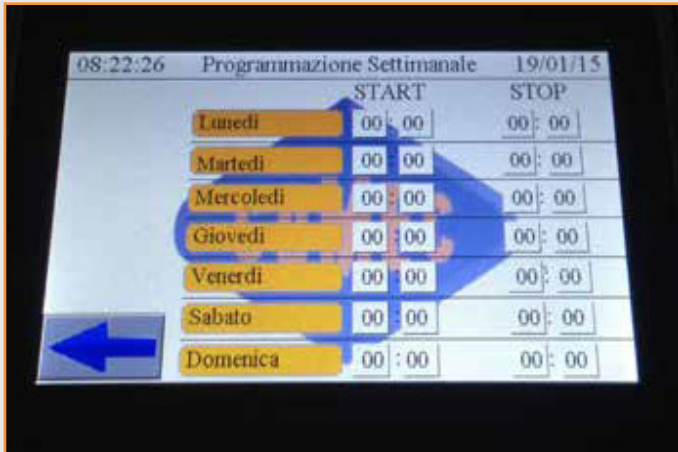 08:22:26 Programmazione Settimanale 19/01/15
START STOP
Lunedi 00 : 00 00 : 00
Martedi 00 : 00 00 : 00
Mercoledi 00 : 00 00 : 00
Giovedi 00 : 00 00 : 00
Venerdi 00 : 00 00 : 00
Sabato 00 : 00 00 : 00
Domenica 00 : 00 00 : 00